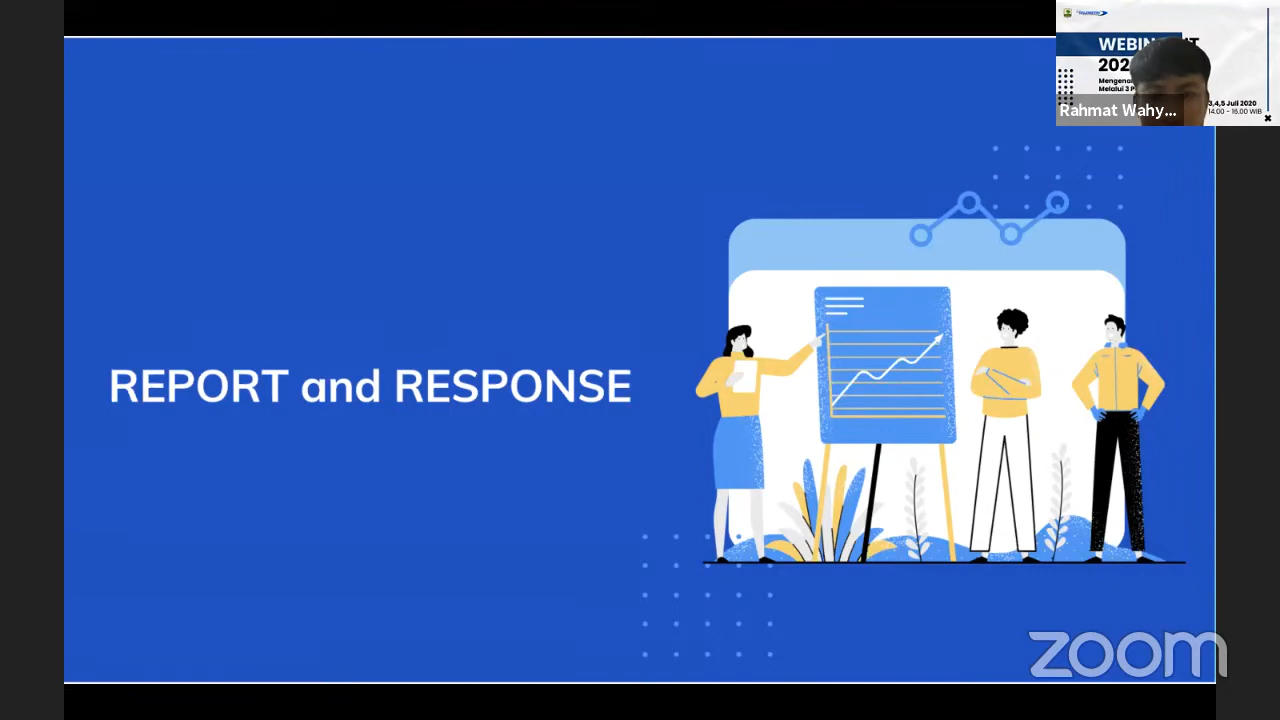 WEBIN
202
Mengena
Melalui 3 P
3,4,5 Juli 2020
14.00 - 16.00 WIB
Rahmat Wahy...
REPORT and RESPONSE
zoom